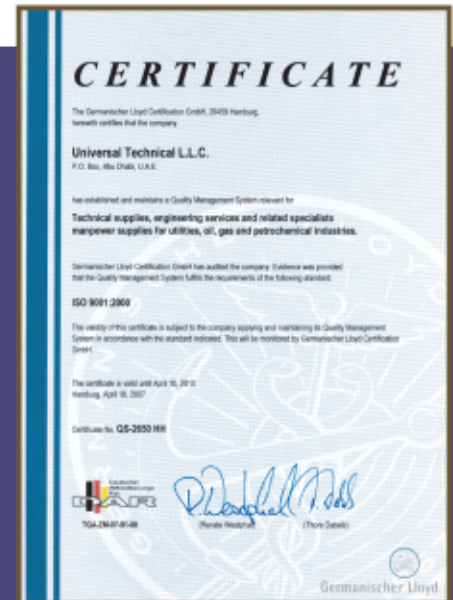 CERTIFICATE
The Germanischer Lloyd Certification GmbH, 20459 Hamburg,
herewith certifies that the company
Universal Technical L.L.C.
P.O. Box, Abu Dhabi, U.A.E.
has established and maintains a Quality Management System relevant for
Technical supplies, engineering services and related specialists
manpower supplies for utilities, oil, gas and petrochemical industries.
Germanischer Lloyd Certification GmbH has audited the company. Evidence was provided
that the Quality Management System fulfils the requirements of the following standard:
ISO 9001:2000
The validity of this certificate is subject to the company applying and maintaining its Quality Management
System in accordance with the standard indicated. This will be monitored by Germanischer Lloyd Certification
GmbH.
The certificate is valid until April 10, 2010
Hamburg, April 2007
Certificate No. QS-2650 HH
DAR
(Renate Westphal) (Thore Dabels)
Germanischer Lloyd